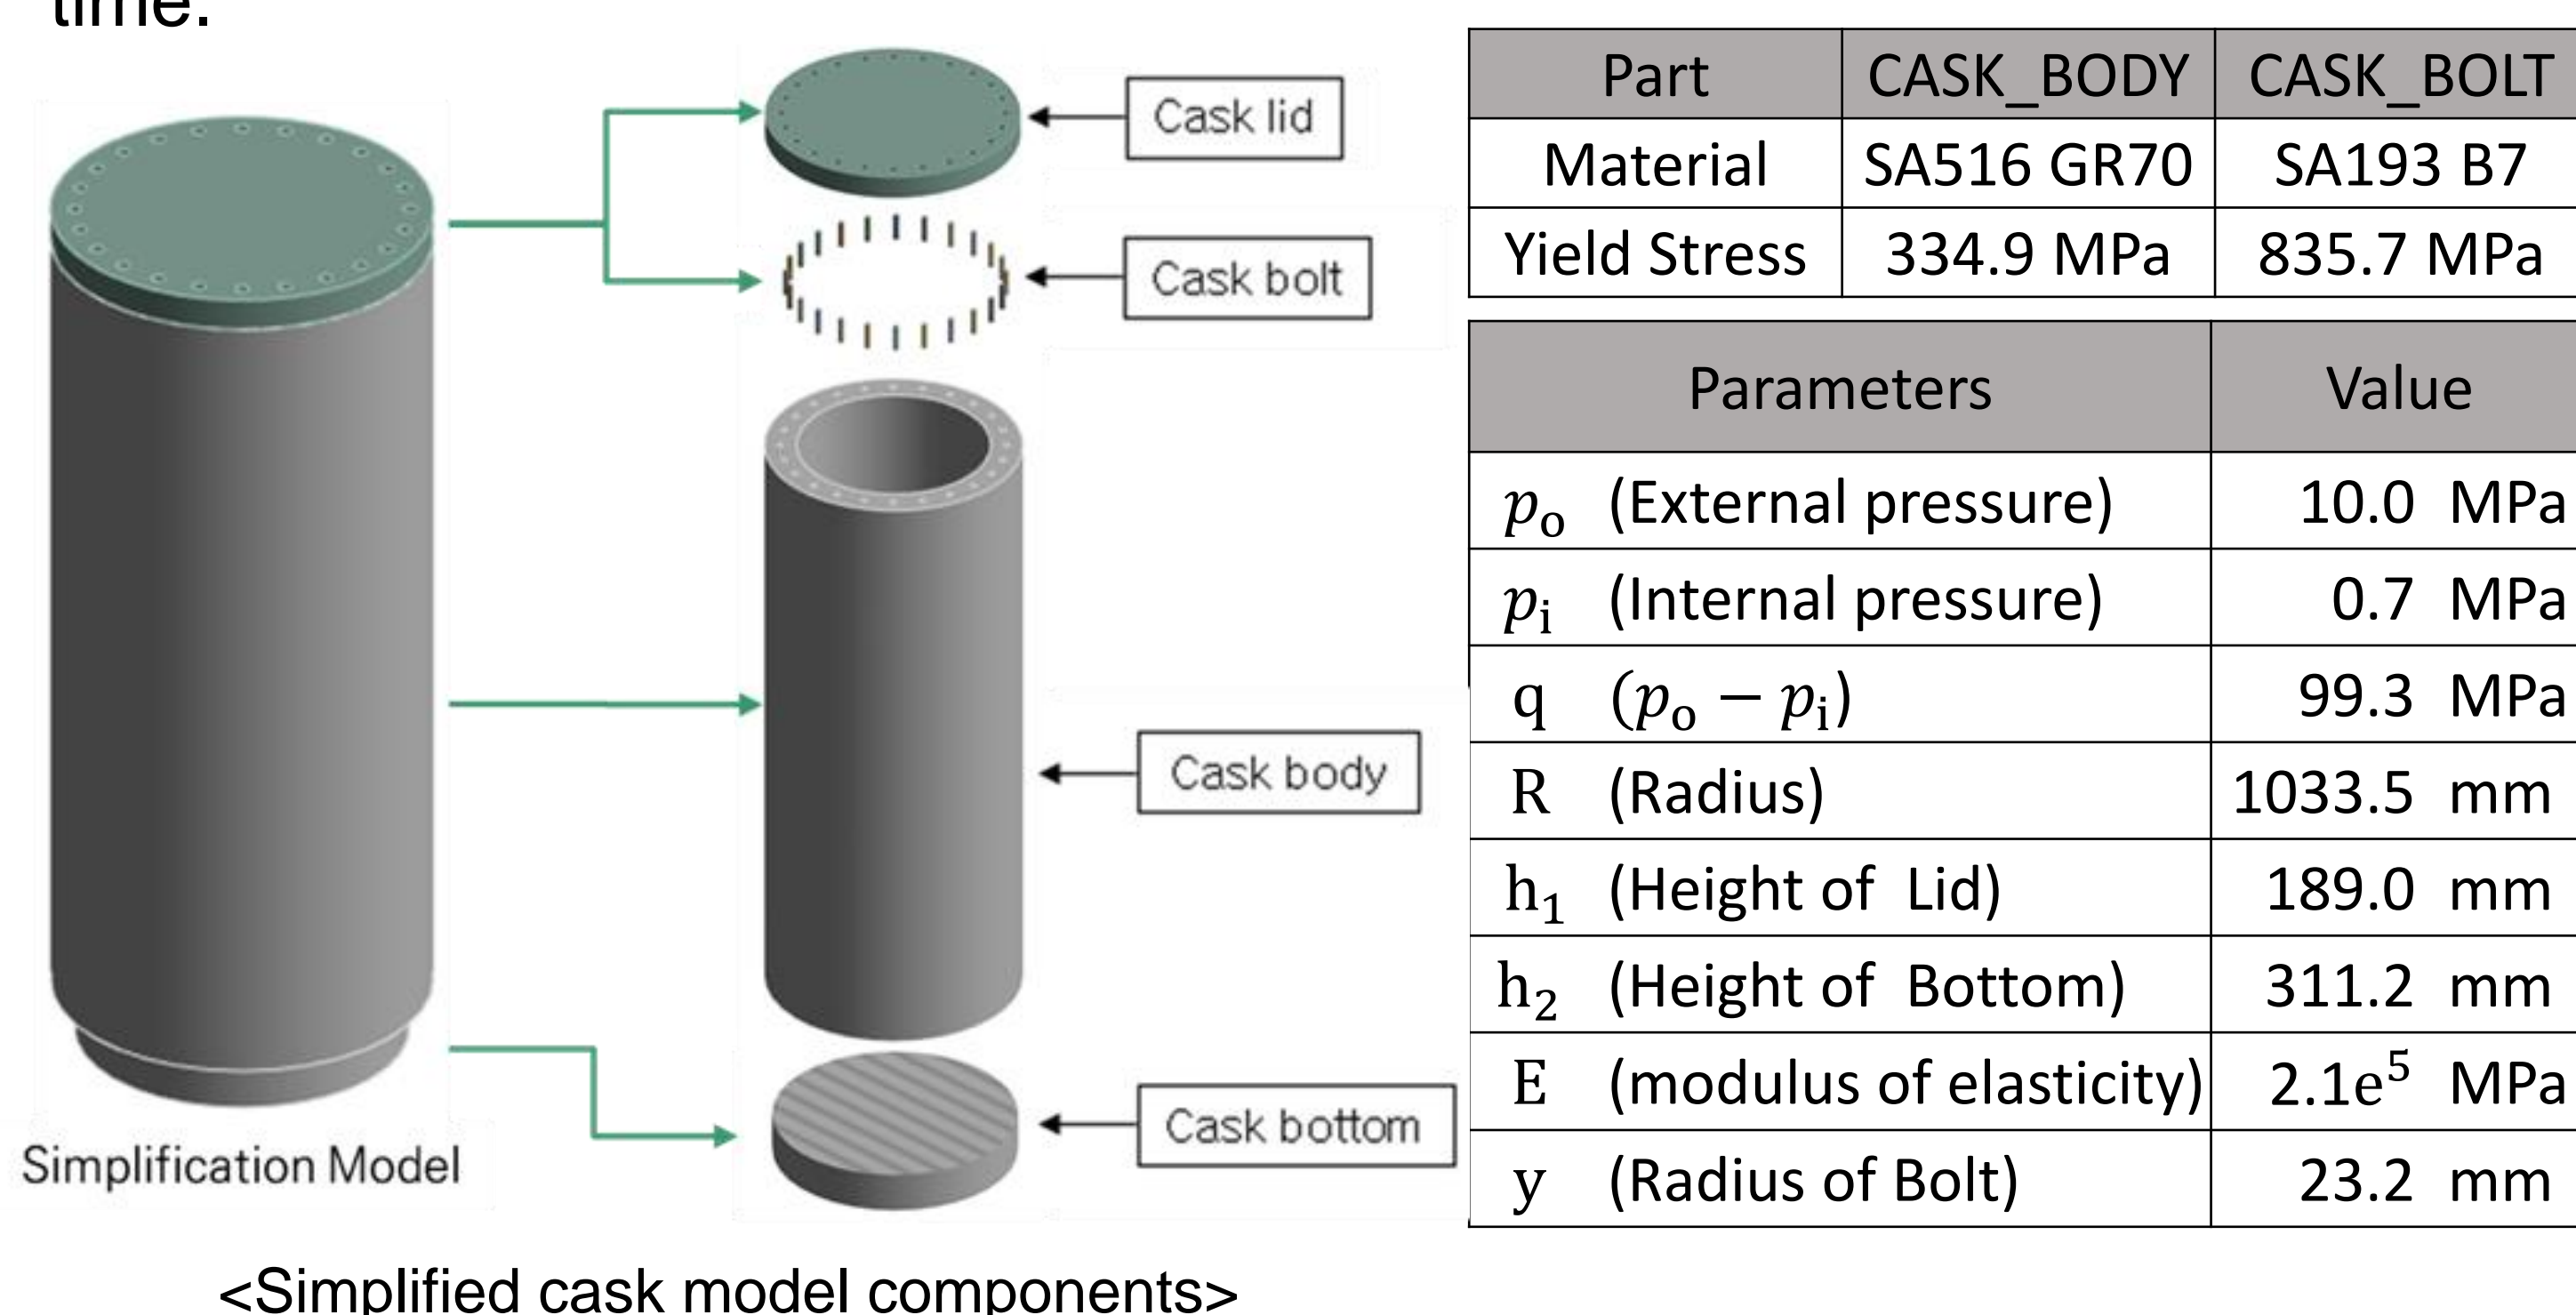 time.
Cask lid
Cask bolt
Cask body
Cask bottom
Simplification Model
<Simplified cask model components>
Part CASK_BODY CASK_BOLT
Material SA516 GR70 SA193 B7
Yield Stress 334.9 MPa 835.7 MPa
Parameters Value
pₒ (External pressure) 10.0 MPa
pᵢ (Internal pressure) 0.7 MPa
q (pₒ − pᵢ) 99.3 MPa
R (Radius) 1033.5 mm
h₁ (Height of Lid) 189.0 mm
h₂ (Height of Bottom) 311.2 mm
E (modulus of elasticity) 2.1e⁵ MPa
y (Radius of Bolt) 23.2 mm